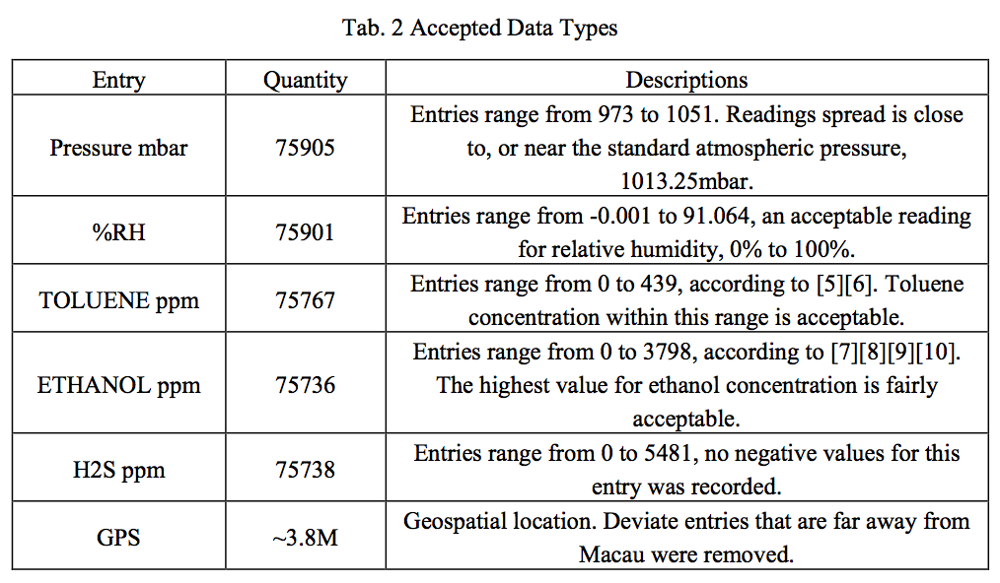 Tab. 2 Accepted Data Types
Entry Quantity Descriptions
Pressure mbar 75905 Entries range from 973 to 1051. Readings spread is close
to, or near the standard atmospheric pressure,
1013.25mbar.
%RH 75901 Entries range from -0.001 to 91.064, an acceptable reading
for relative humidity, 0% to 100%.
TOLUENE ppm 75767 Entries range from 0 to 439, according to [5][6]. Toluene
concentration within this range is acceptable.
ETHANOL ppm 75736 Entries range from 0 to 3798, according to [7][8][9][10].
The highest value for ethanol concentration is fairly
acceptable.
H2S ppm 75738 Entries range from 0 to 5481, no negative values for this
entry was recorded.
GPS ~3.8M Geospatial location. Deviate entries that are far away from
Macau were removed.